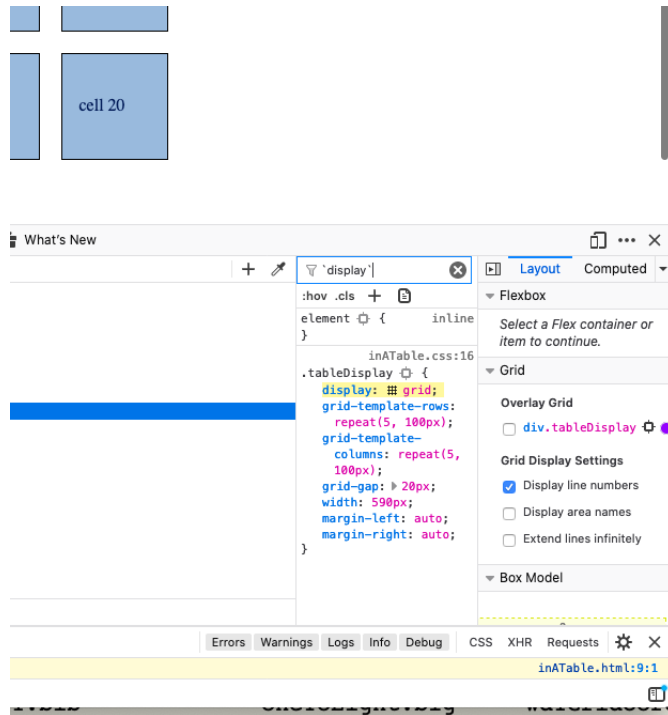 cell 20
What's New
`display`
Layout
Computed
:hov .cls +
Flexbox
element { inline
}
Select a Flex container or
item to continue.
inATable.css:16
.tableDisplay {
Grid
display: grid;
grid-template-rows:
repeat(5, 100px);
grid-template-
columns: repeat(5,
100px);
grid-gap: 20px;
width: 590px;
margin-left: auto;
margin-right: auto;
}
Overlay Grid
div.tableDisplay
Grid Display Settings
Display line numbers
Display area names
Extend lines infinitely
Box Model
Errors Warnings Logs Info Debug CSS XHR Requests
inATable.html:9:1